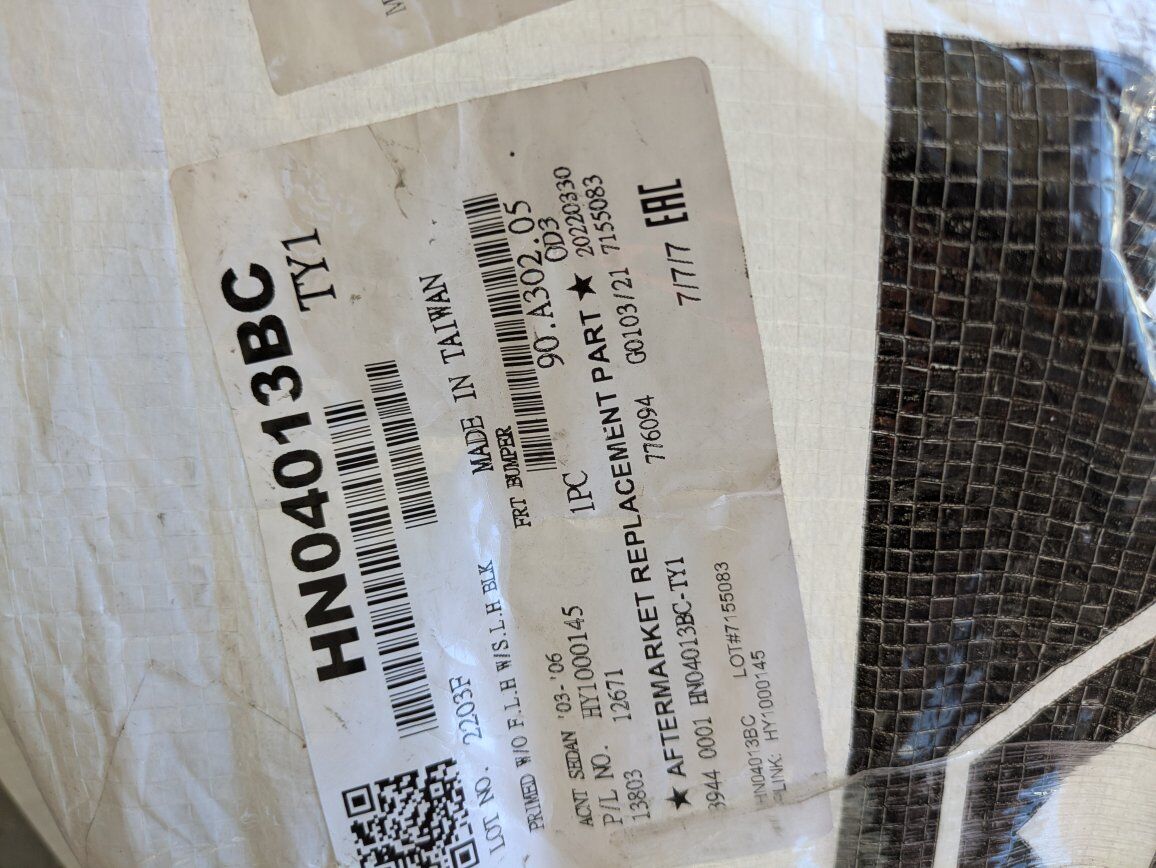 HN04013BC
TY1
LOT NO. 2203F
MADE IN TAIWAN
PRIMED W/O F.L.H W/S.L.H BLK
FRT BUMPER
90.A302.05
ACNT SEDAN '03-'06
1PC
0D3
P/L NO. HY1000145
13803 12671
★ AFTERMARKET REPLACEMENT PART ★ 20220330
3944 0001 HN04013BC-TY1 776094 G0103/21 7155083
7/7/7
EAC
HN04013BC LOT#7155083
PLINK: HY1000145